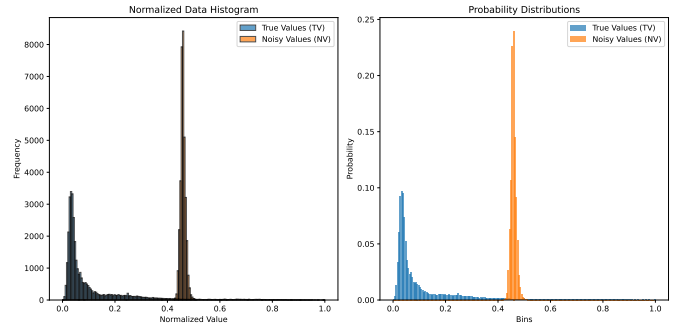 Normalized Data Histogram
True Values (TV)
Noisy Values (NV)
Frequency
8000
7000
6000
5000
4000
3000
2000
1000
0
0.0 0.2 0.4 0.6 0.8 1.0
Normalized Value
Probability Distributions
True Values (TV)
Noisy Values (NV)
Probability
0.25
0.20
0.15
0.10
0.05
0.00
0.0 0.2 0.4 0.6 0.8 1.0
Bins